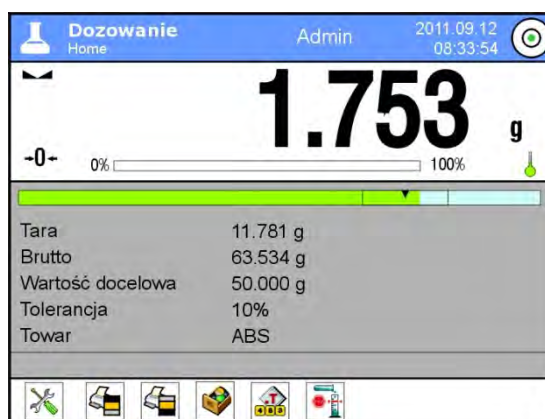 Dozowanie
Home
Admin
2011.09.12
08:33:54
1.753 g
→0←
0% 100%
Tara 11.781 g
Brutto 63.534 g
Wartość docelowa 50.000 g
Tolerancja 10%
Towar ABS